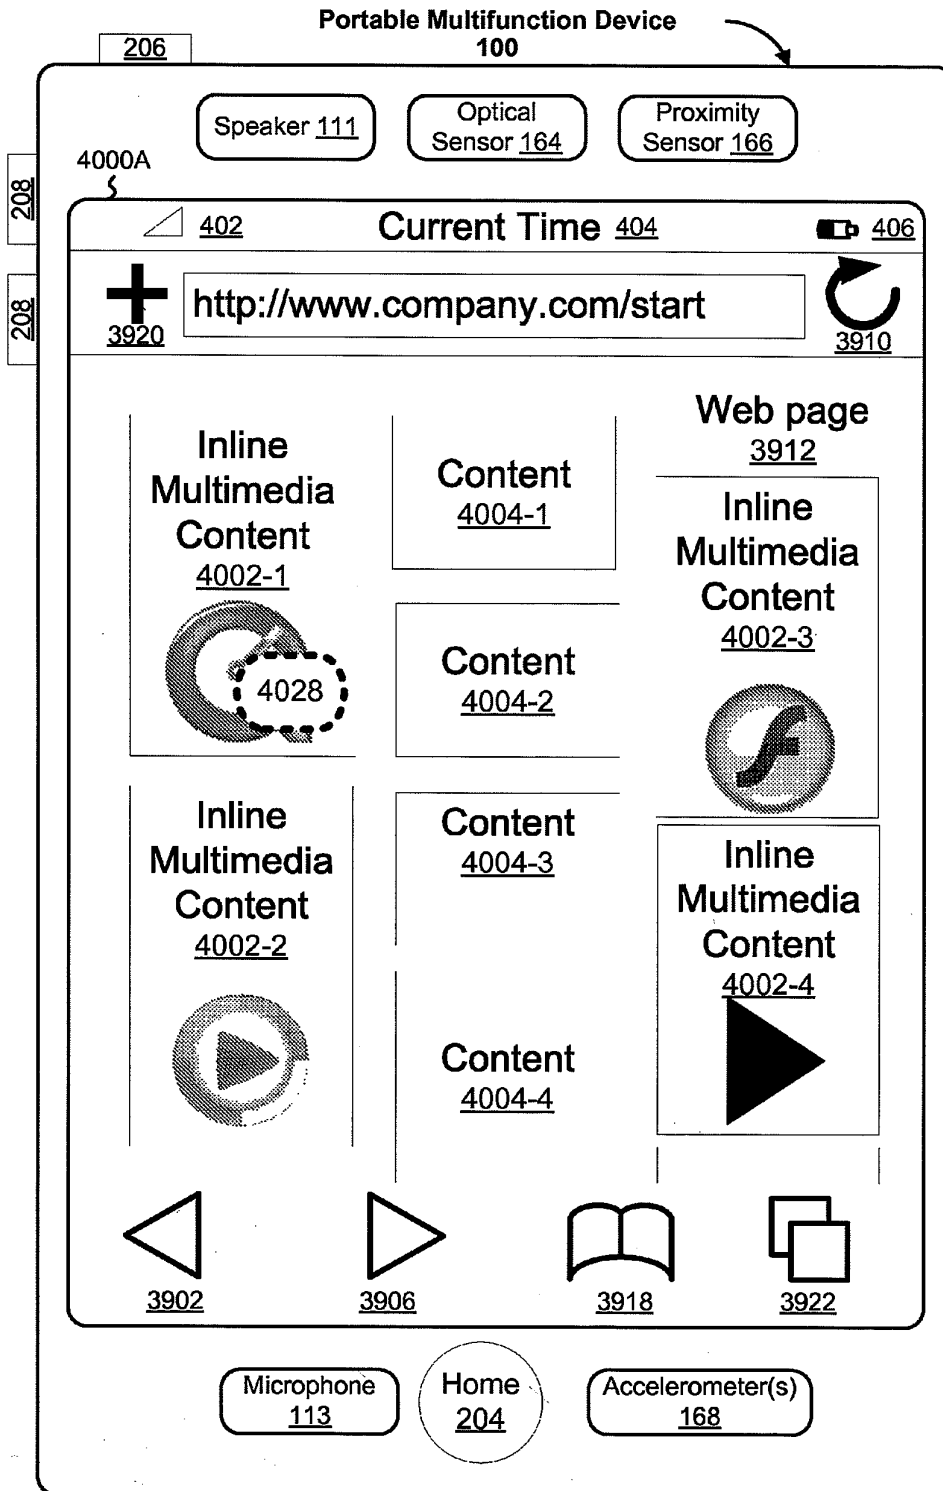 Portable Multifunction Device
100
206
Speaker 111
Optical
Sensor 164
Proximity
Sensor 166
4000A
208
208
402
Current Time 404
406
3920
http://www.company.com/start
3910
Web page
3912
Inline
Multimedia
Content
4002-1
4028
Content
4004-1
Inline
Multimedia
Content
4002-3
Content
4004-2
Inline
Multimedia
Content
4002-2
Content
4004-3
Inline
Multimedia
Content
4002-4
Content
4004-4
3902
3906
3918
3922
Microphone
113
Home
204
Accelerometer(s)
168